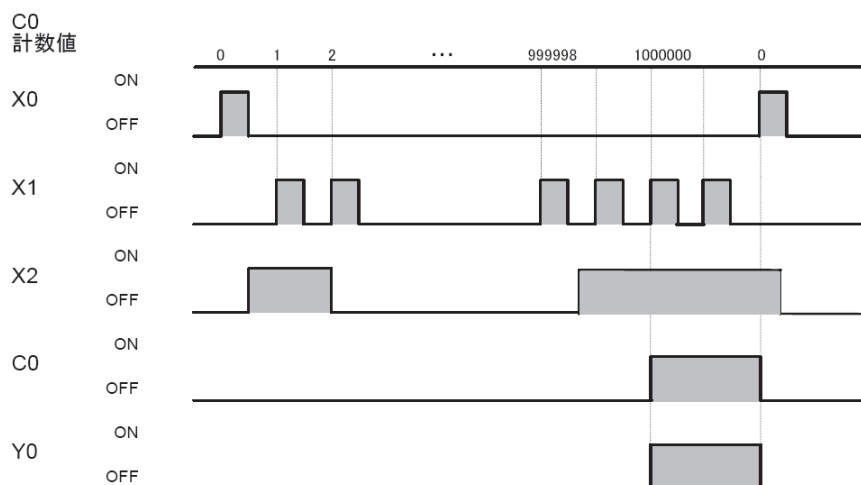 C0
計数値
0 1 2 ... 999998 1000000 0
X0 ON
OFF
X1 ON
OFF
X2 ON
OFF
C0 ON
OFF
Y0 ON
OFF